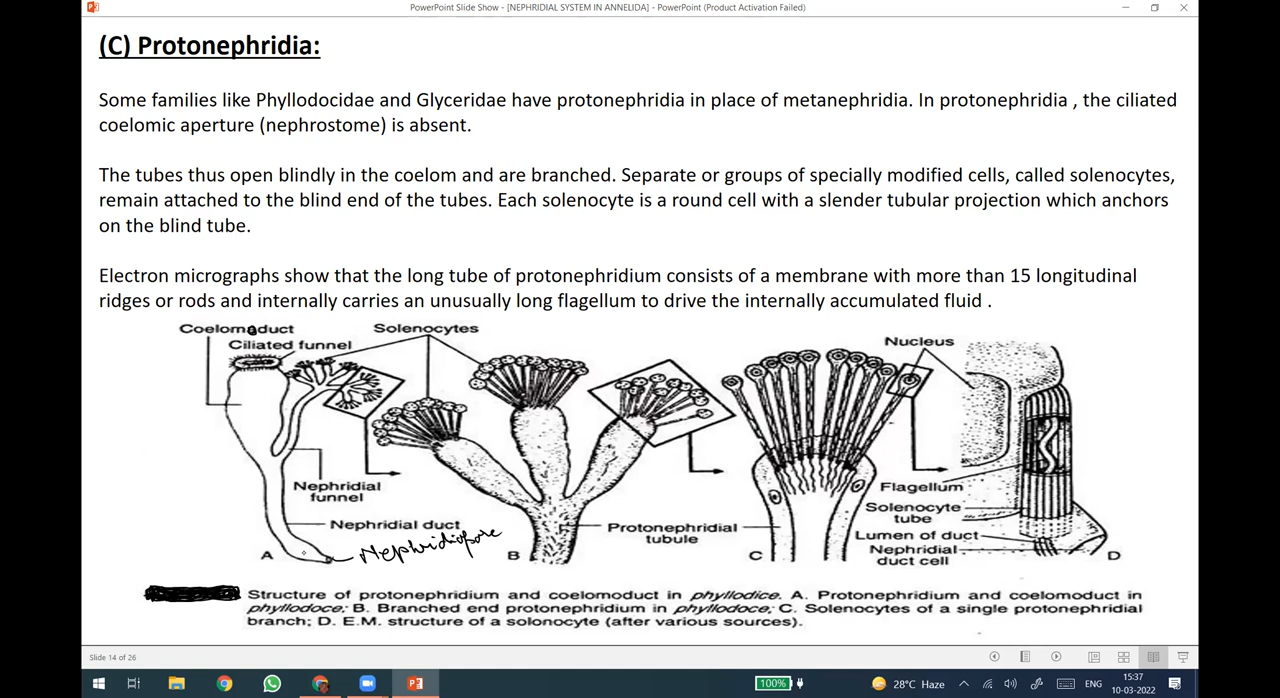 PowerPoint Slide Show - [NEPHRIDIAL SYSTEM IN ANNELIDA] - PowerPoint (Product Activation Failed)
(C) Protonephridia:
Some families like Phyllodocidae and Glyceridae have protonephridia in place of metanephridia. In protonephridia , the ciliated
coelomic aperture (nephrostome) is absent.
The tubes thus open blindly in the coelom and are branched. Separate or groups of specially modified cells, called solenocytes,
remain attached to the blind end of the tubes. Each solenocyte is a round cell with a slender tubular projection which anchors
on the blind tube.
Electron micrographs show that the long tube of protonephridium consists of a membrane with more than 15 longitudinal
ridges or rods and internally carries an unusually long flagellum to drive the internally accumulated fluid .
Coelomoduct
Solenocytes
Ciliated funnel
Nucleus
Nephridial
funnel
Flagellum
Solenocyte
tube
Nephridial duct
Protonephridial
tubule
Lumen of duct
Nephridial
duct cell
Nephridiopore
A
B
C
D
Structure of protonephridium and coelomoduct in phyllodice. A. Protonephridium and coelomoduct in
phyllodoce; B. Branched end protonephridium in phyllodoce; C. Solenocytes of a single protonephridial
branch; D. E.M. structure of a solonocyte (after various sources).
Slide 14 of 26
100%
28°C Haze
ENG
15:37
10-03-2022